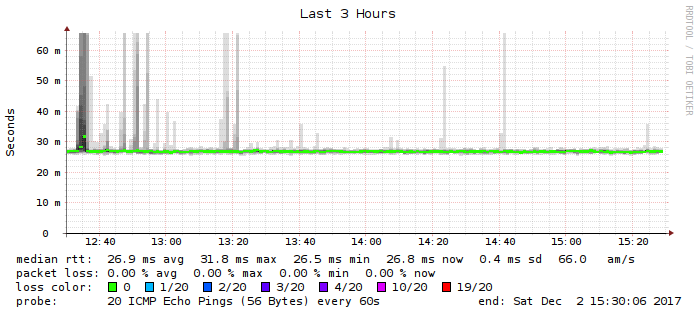 Last 3 Hours
RRDTOOL / TOBI OETIKER
Seconds
60 m
50 m
40 m
30 m
20 m
10 m
0
12:40 13:00 13:20 13:40 14:00 14:20 14:40 15:00 15:20
median rtt: 26.9 ms avg 31.8 ms max 26.5 ms min 26.8 ms now 0.4 ms sd 66.0 am/s
packet loss: 0.00 % avg 0.00 % max 0.00 % min 0.00 % now
loss color: 0 1/20 2/20 3/20 4/20 10/20 19/20
probe: 20 ICMP Echo Pings (56 Bytes) every 60s end: Sat Dec 2 15:30:06 2017